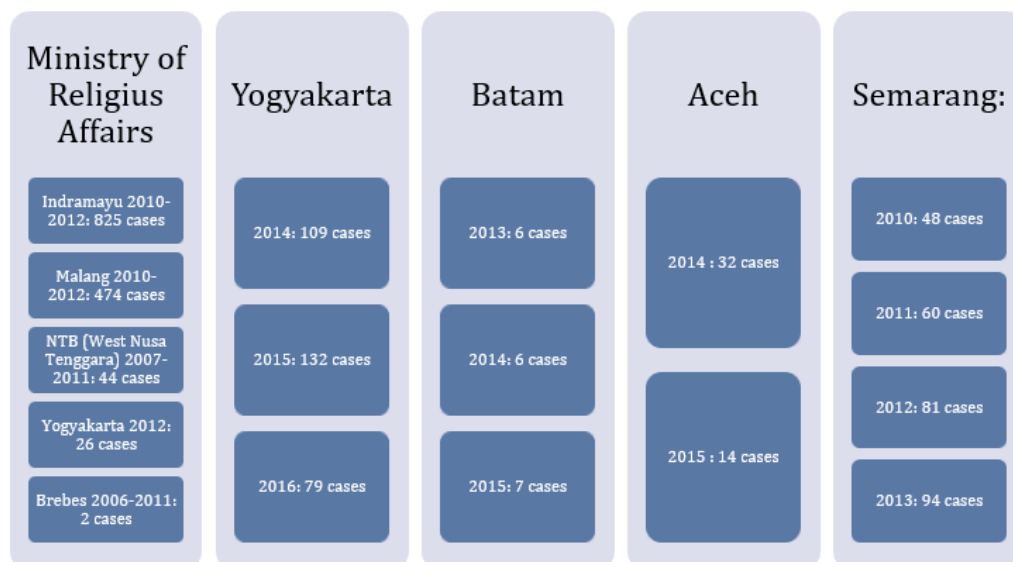 Ministry of
Religius
Affairs
Indramayu 2010-
2012: 825 cases
Malang 2010-
2012: 474 cases
NTB (West Nusa
Tenggara) 2007-
2011: 44 cases
Yogyakarta 2012:
26 cases
Brebes 2006-2011:
2 cases
Yogyakarta
2014: 109 cases
2015: 132 cases
2016: 79 cases
Batam
2013: 6 cases
2014: 6 cases
2015: 7 cases
Aceh
2014 : 32 cases
2015 : 14 cases
Semarang:
2010: 48 cases
2011: 60 cases
2012: 81 cases
2013: 94 cases